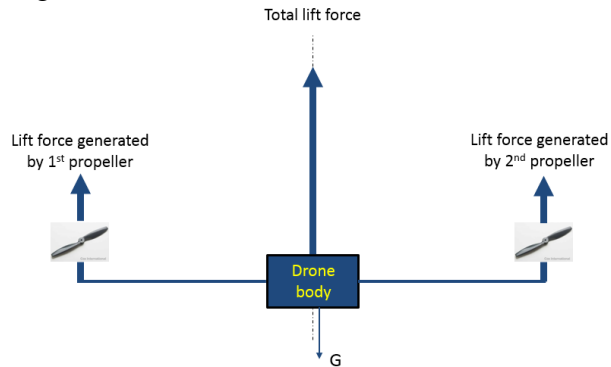 Total lift force
Lift force generated
by 1st propeller
Lift force generated
by 2nd propeller
Drone
body
G